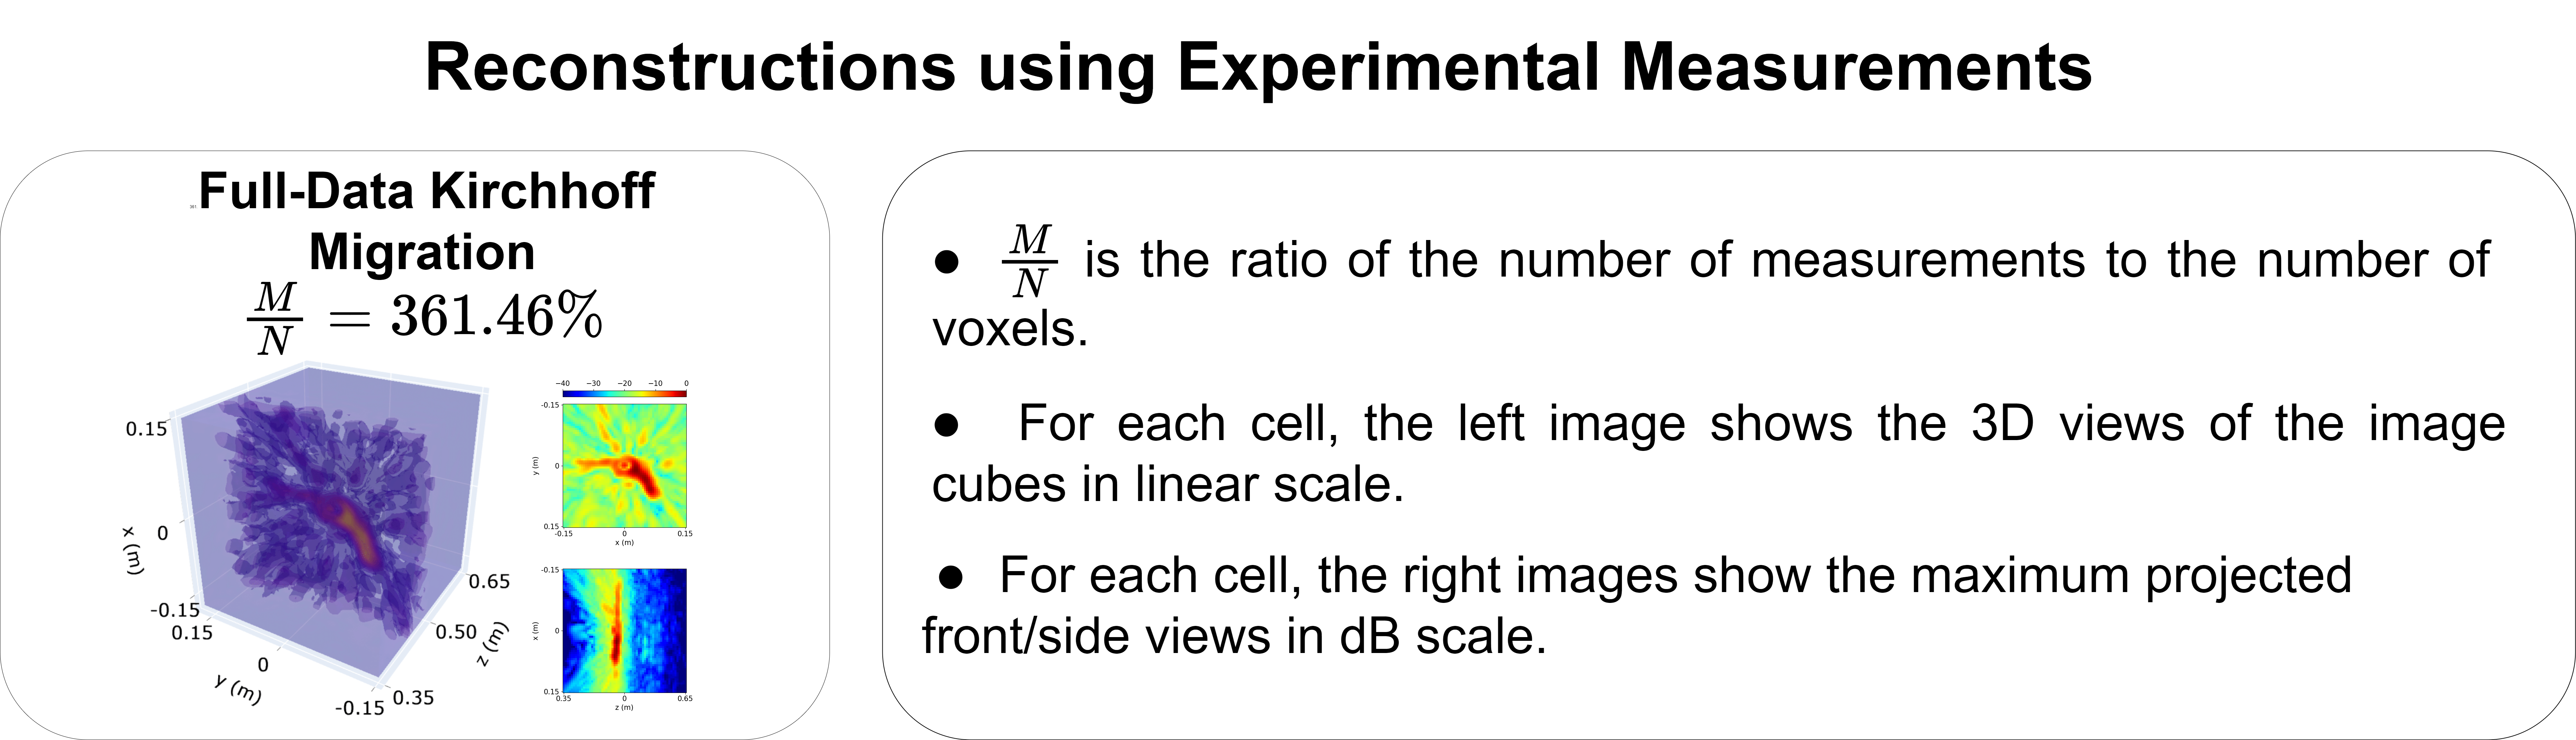 Reconstructions using Experimental Measurements
Full-Data Kirchhoff
Migration
M/N = 361.46%
0.15
0
-0.15
x (m)
0.15
0
-0.15
y (m)
0.65
0.50
0.35
z (m)
−40 −30 −20 −10 0
-0.15
0
0.15
y (m)
-0.15 0 0.15
x (m)
-0.15
0
0.15
x (m)
0.35 0 0.65
z (m)
● M/N is the ratio of the number of measurements to the number of
voxels.
● For each cell, the left image shows the 3D views of the image
cubes in linear scale.
● For each cell, the right images show the maximum projected
front/side views in dB scale.